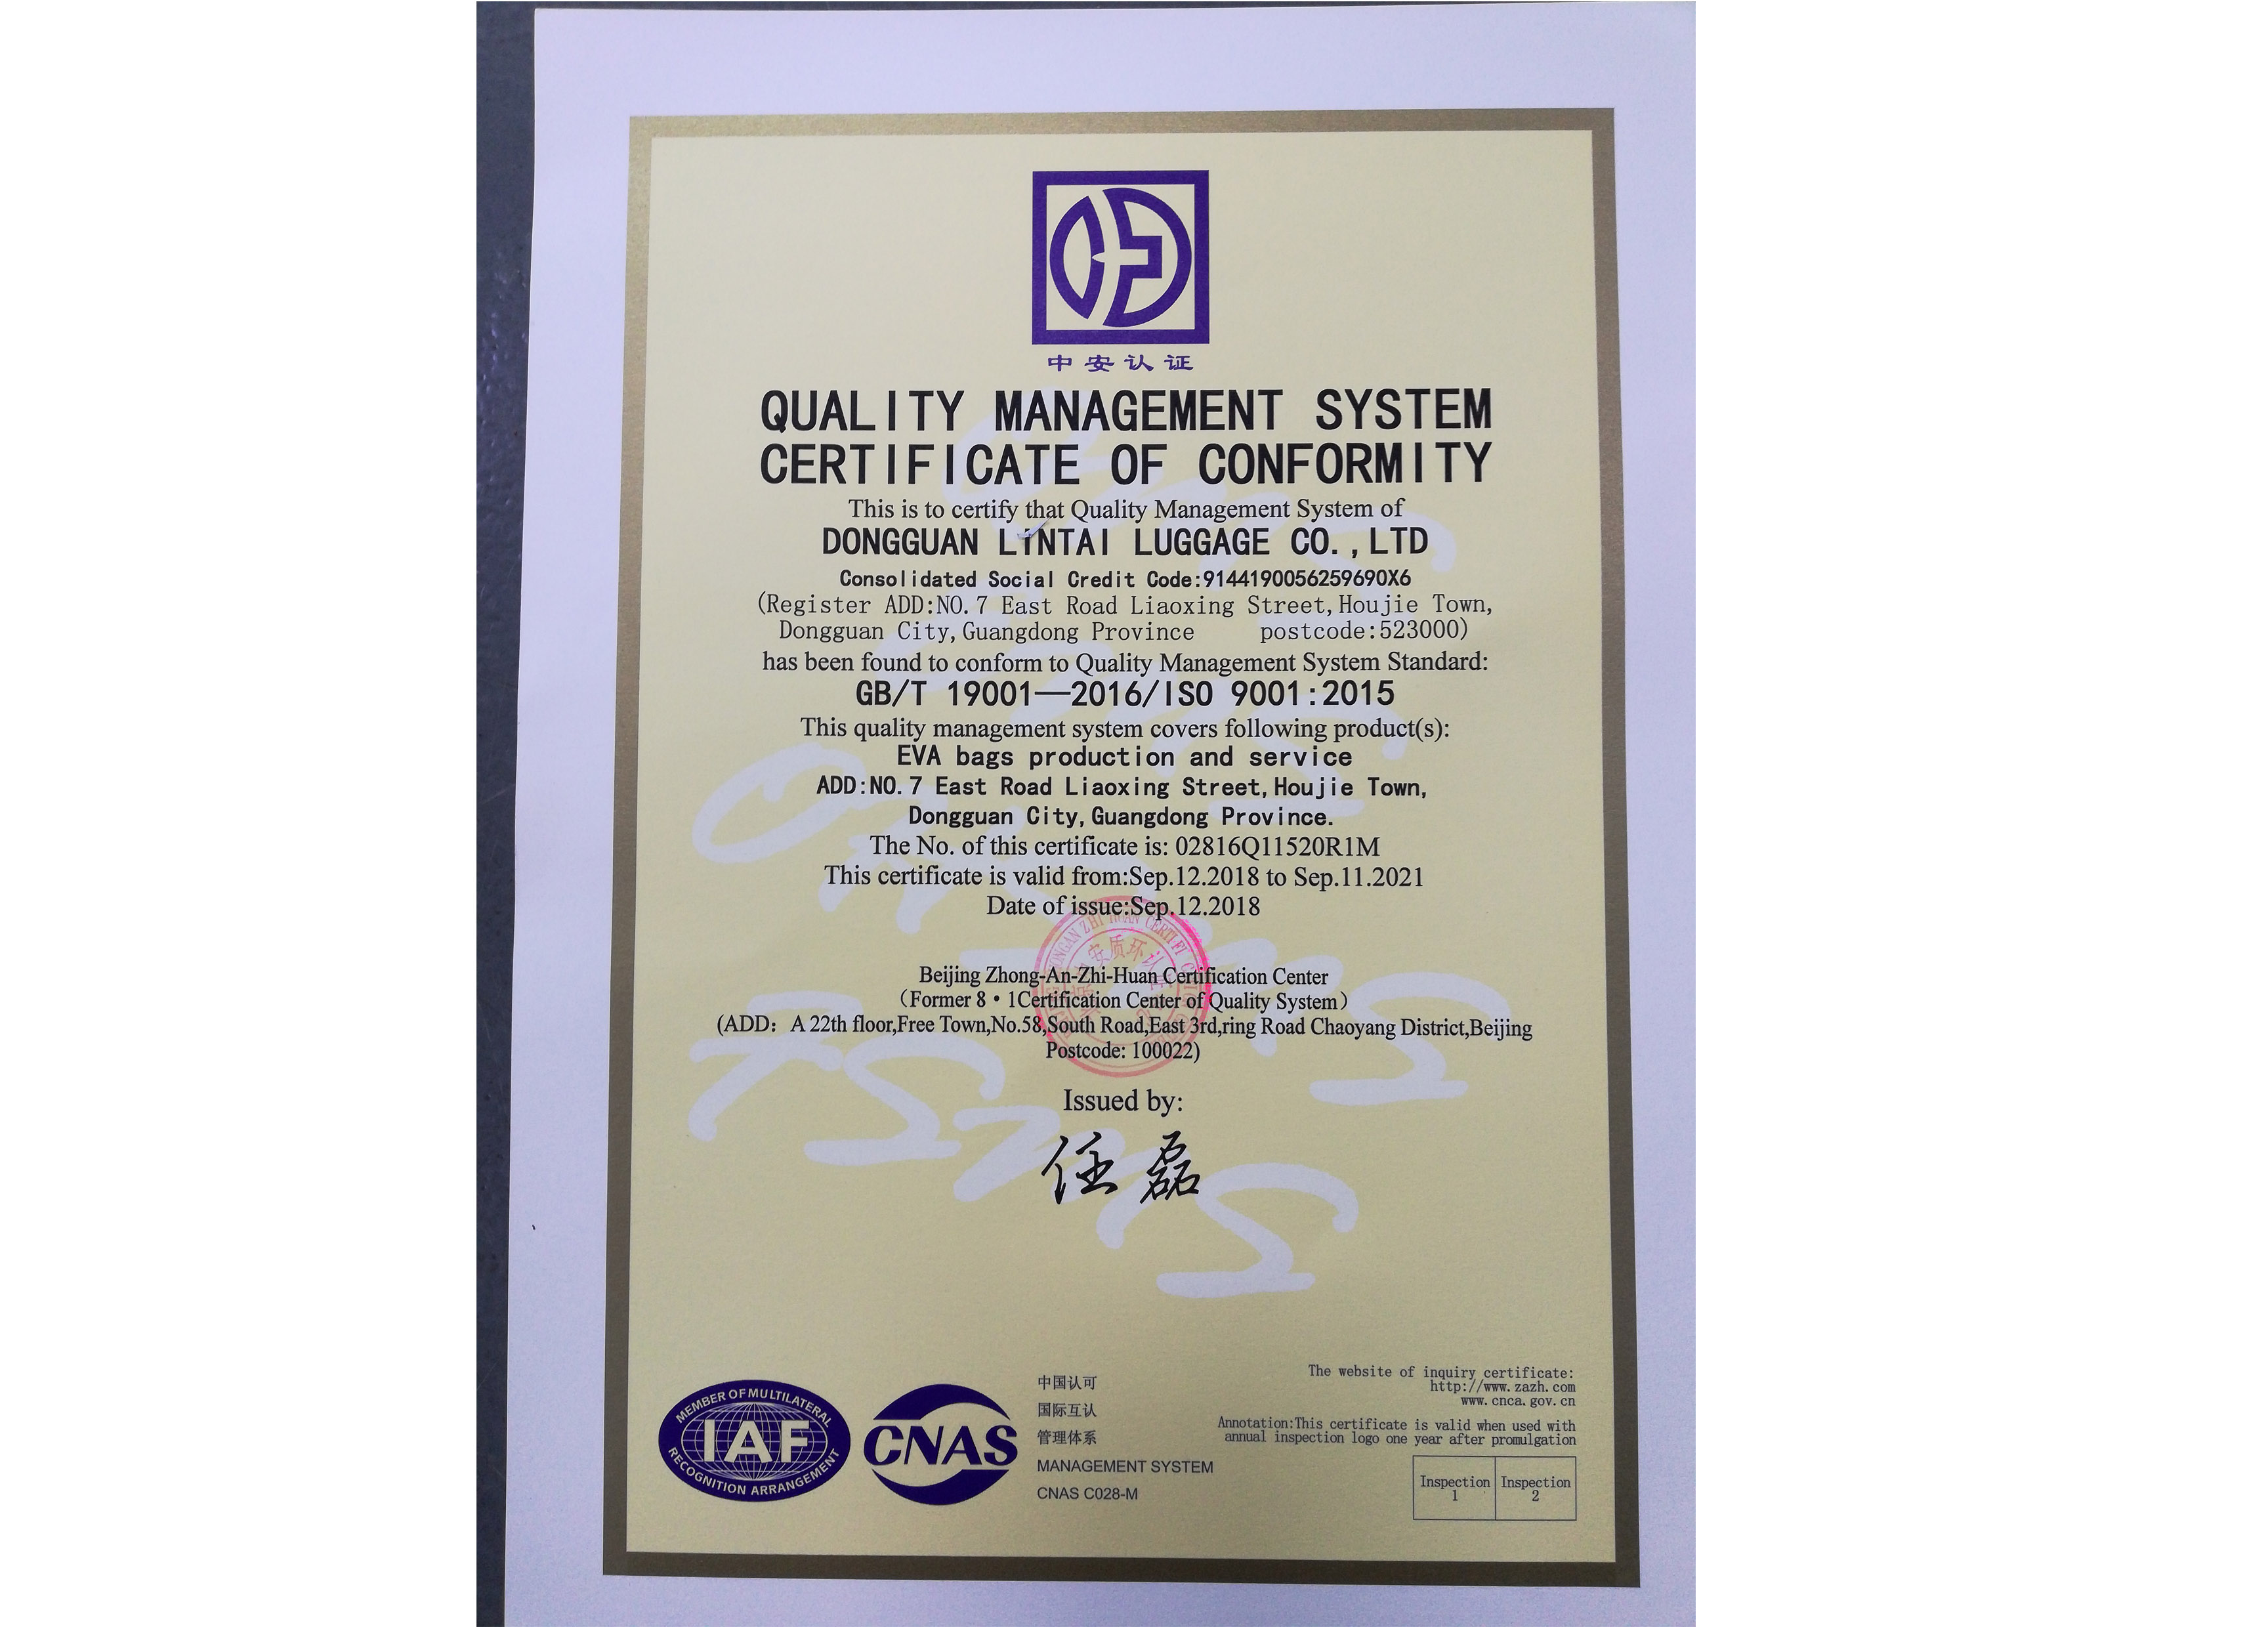 中安认证
QUALITY MANAGEMENT SYSTEM
CERTIFICATE OF CONFORMITY
This is to certify that Quality Management System of
DONGGUAN LINTAI LUGGAGE CO.,LTD
Consolidated Social Credit Code:9144190056259690X6
(Register ADD:NO.7 East Road Liaoxing Street,Houjie Town,
Dongguan City,Guangdong Province postcode:523000)
has been found to conform to Quality Management System Standard:
GB/T 19001—2016/ISO 9001:2015
This quality management system covers following product(s):
EVA bags production and service
ADD:NO.7 East Road Liaoxing Street,Houjie Town,
Dongguan City,Guangdong Province.
The No. of this certificate is: 02816Q11520R1M
This certificate is valid from:Sep.12.2018 to Sep.11.2021
Date of issue:Sep.12.2018
Beijing Zhong-An-Zhi-Huan Certification Center
（Former 8·1Certification Center of Quality System）
(ADD：A 22th floor,Free Town,No.58,South Road,East 3rd,ring Road Chaoyang District,Beijing
Postcode: 100022)
Issued by:
任磊
MEMBER OF MULTILATERAL
IAF
RECOGNITION ARRANGEMENT
CNAS
中国认可
国际互认
管理体系
MANAGEMENT SYSTEM
CNAS C028-M
The website of inquiry certificate:
http://www.zazh.com
www.cnca.gov.cn
Annotation:This certificate is valid when used with
annual inspection logo one year after promulgation
Inspection 1
Inspection 2